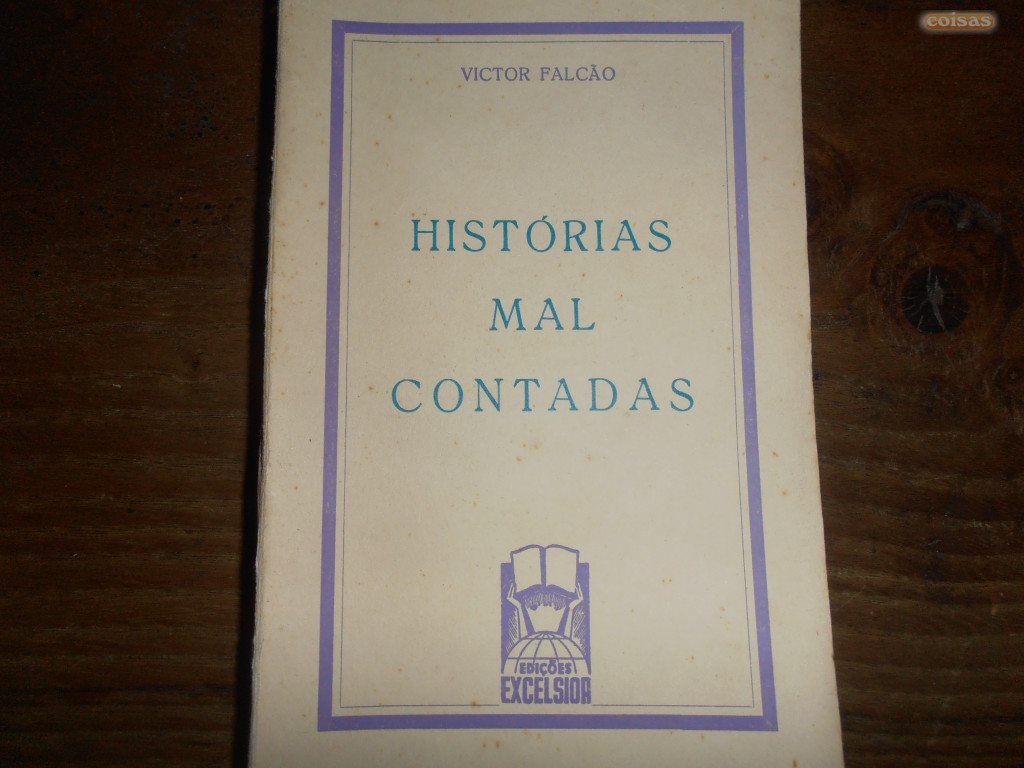 coisas
VICTOR FALCÃO
HISTÓRIAS
MAL
CONTADAS
EDIÇÕES
EXCELSIOR